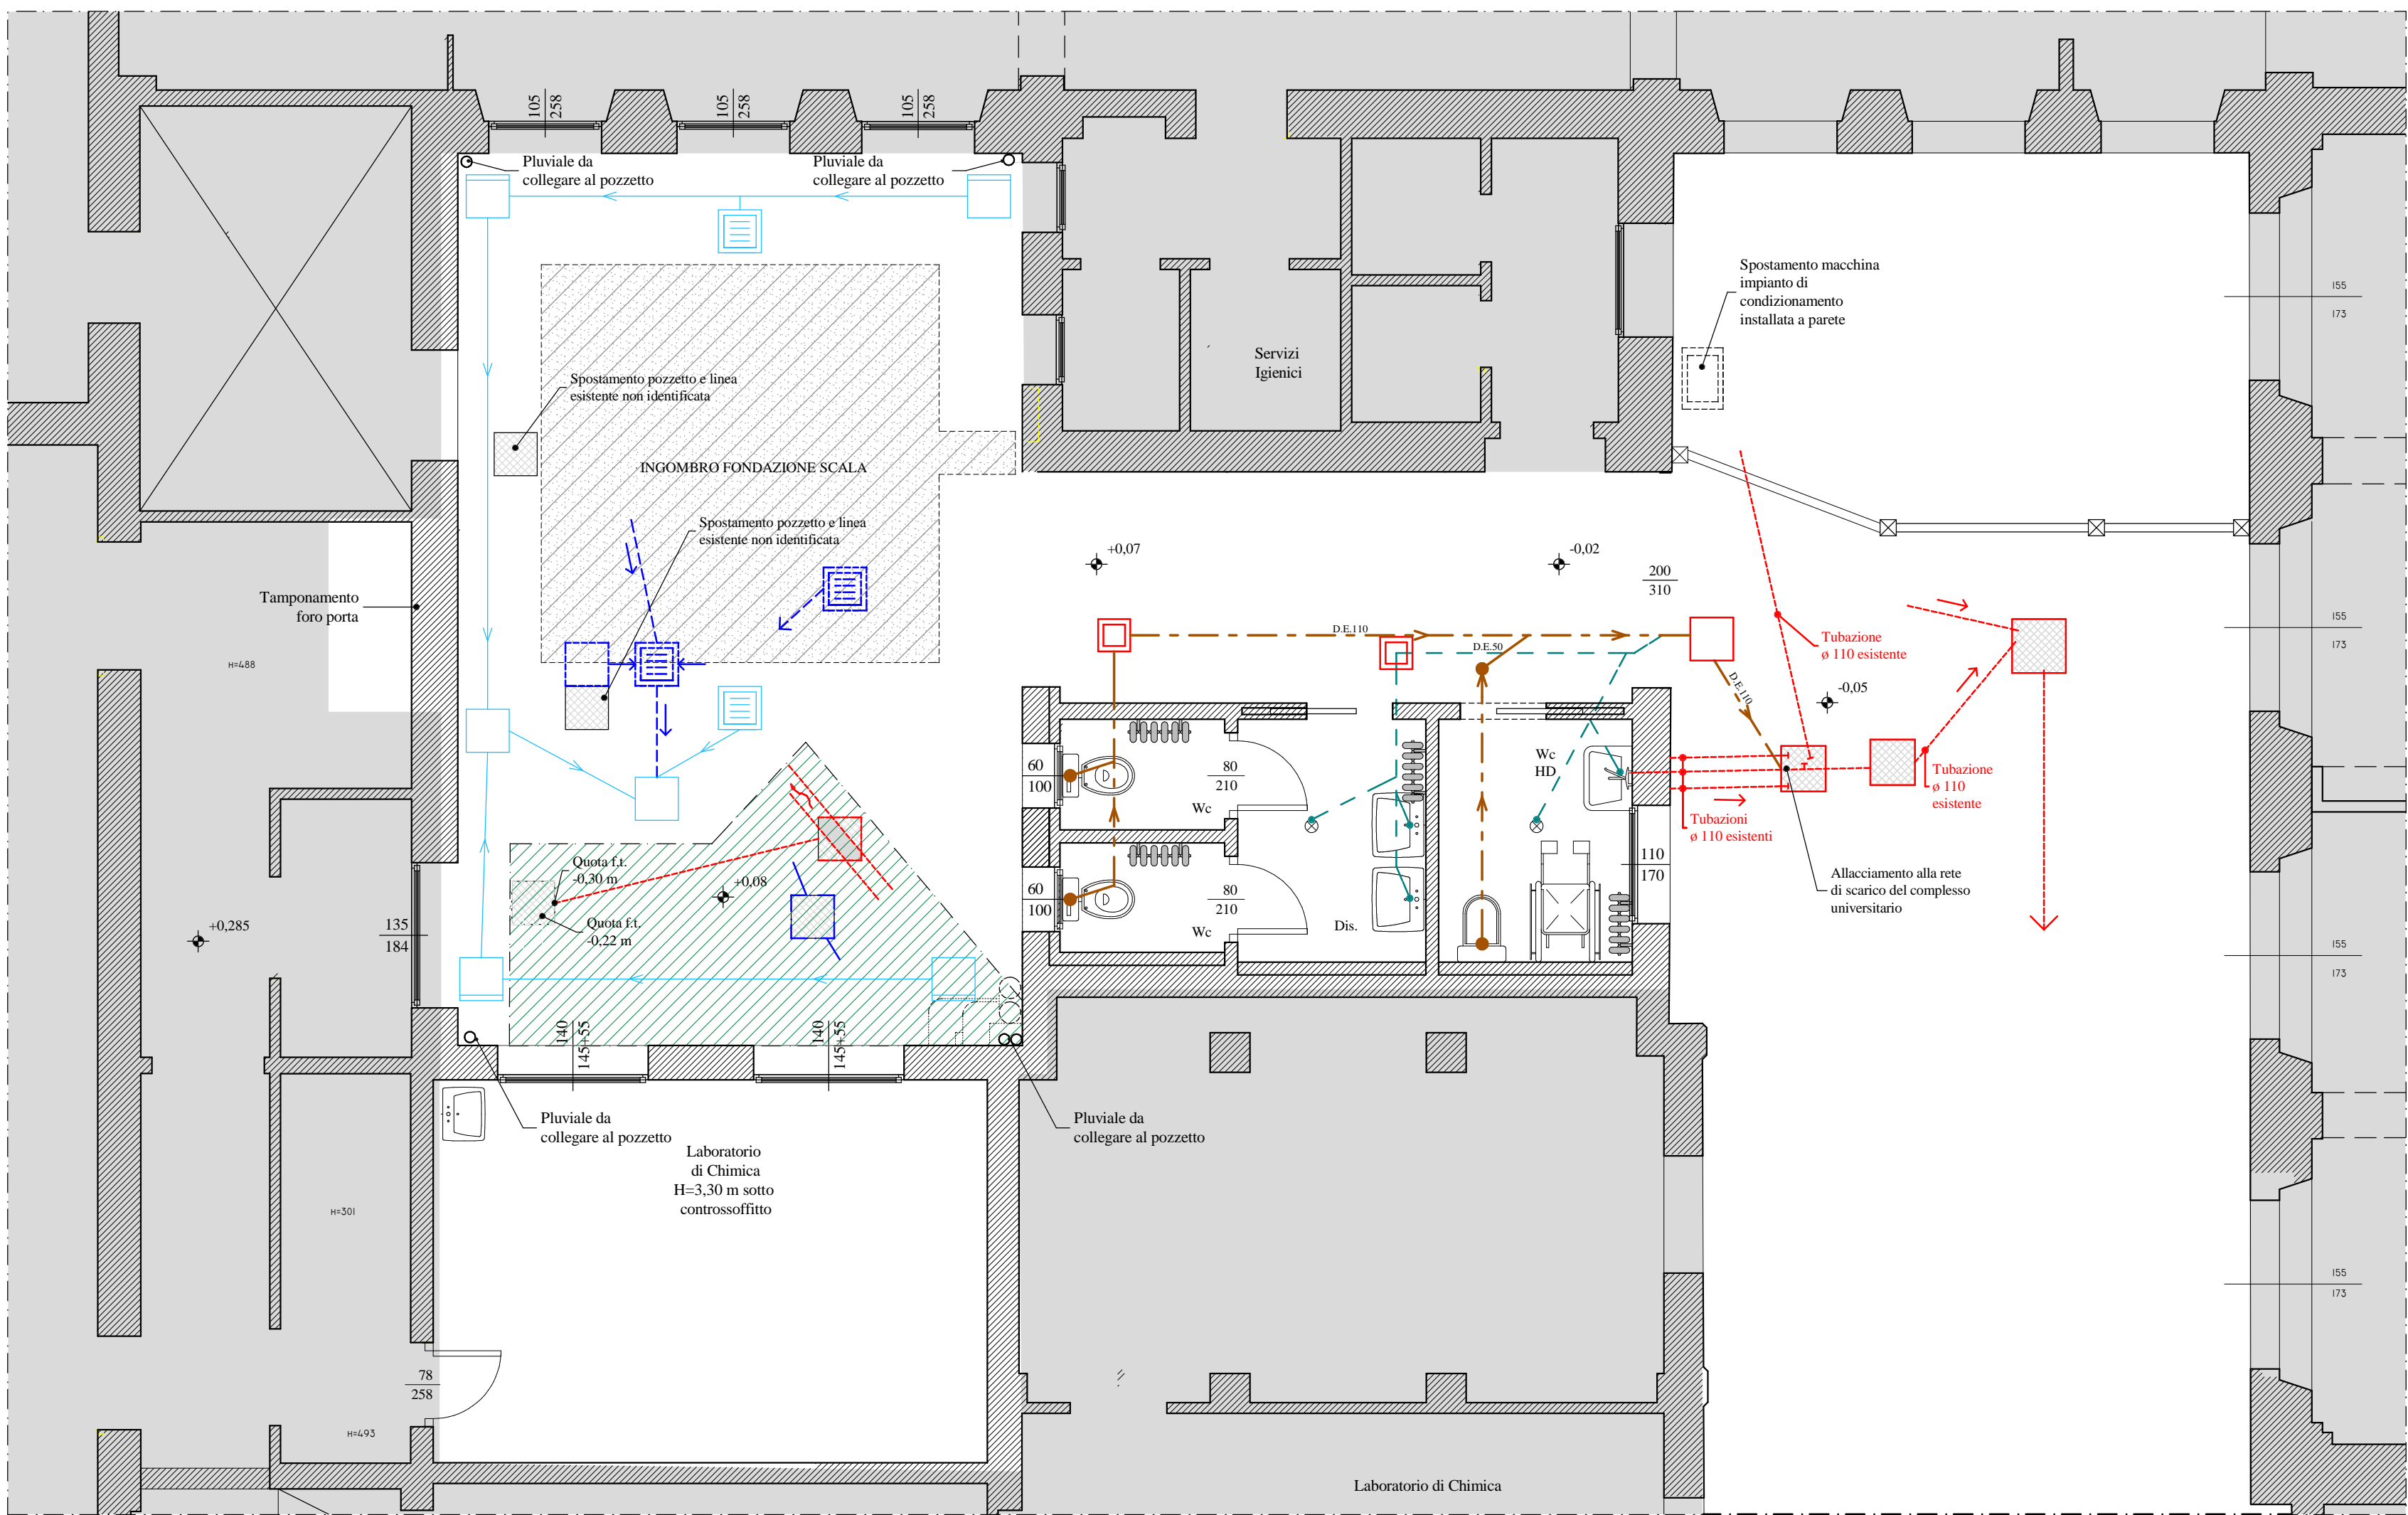 105
258
105
258
105
258
Pluviale da
collegare al pozzetto
Pluviale da
collegare al pozzetto
Spostamento macchina
impianto di
condizionamento
installata a parete
155
173
Servizi
Igienici
Spostamento pozzetto e linea
esistente non identificata
INGOMBRO FONDAZIONE SCALA
Spostamento pozzetto e linea
esistente non identificata
+0,07
-0,02
200
310
Tamponamento
foro porta
H=488
D.E.110
D.E.50
Tubazione
ø 110 esistente
155
173
D.E.110
-0,05
60
100
80
210
Wc
Wc
HD
Tubazione
ø 110
esistente
Tubazioni
ø 110 esistenti
Quota f.t.
-0,30 m
+0,08
Quota f.t.
-0,22 m
60
100
80
210
Wc
Dis.
110
170
Allacciamento alla rete
di scarico del complesso
universitario
+0,285
135
184
155
173
140
145+55
140
145+55
Pluviale da
collegare al pozzetto
Pluviale da
collegare al pozzetto
Laboratorio
di Chimica
H=3,30 m sotto
controssoffitto
H=301
155
173
78
258
H=493
Laboratorio di Chimica